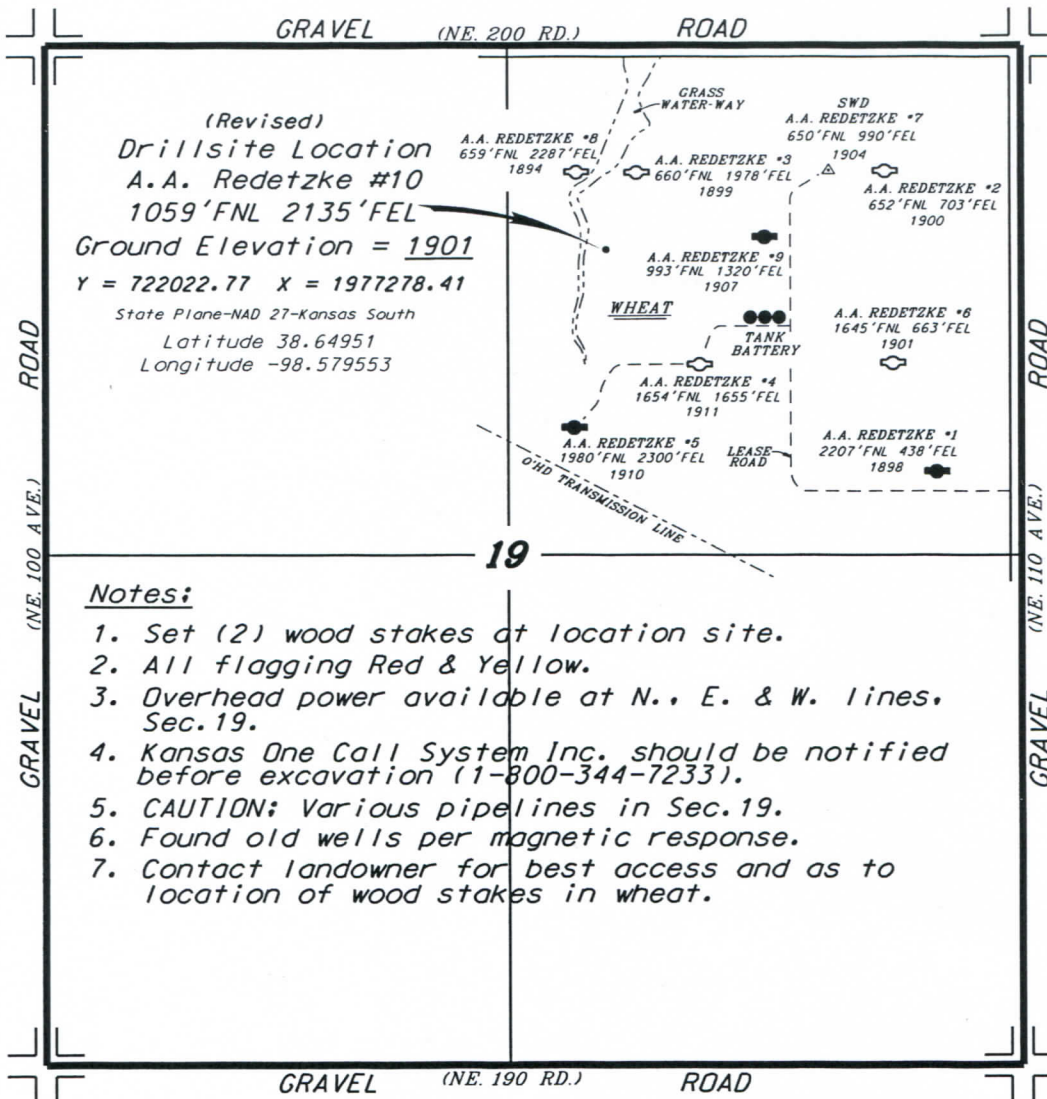 GRAVEL (NE. 200 RD.) ROAD
(Revised)
Drillsite Location
A.A. Redetzke #10
1059'FNL 2135'FEL
Ground Elevation = 1901
Y = 722022.77 X = 1977278.41
State Plane-NAD 27-Kansas South
Latitude 38.64951
Longitude -98.579553
GRASS
WATER-WAY
A.A. REDETZKE #8
659'FNL 2287'FEL
1894
A.A. REDETZKE #3
660'FNL 1978'FEL
1899
SWD
A.A. REDETZKE #7
650'FNL 990'FEL
1904
A.A. REDETZKE #2
652'FNL 703'FEL
1900
A.A. REDETZKE #9
993'FNL 1320'FEL
1907
WHEAT
TANK
BATTERY
A.A. REDETZKE #6
1645'FNL 663'FEL
1901
A.A. REDETZKE #4
1654'FNL 1655'FEL
1911
A.A. REDETZKE #5
1980'FNL 2300'FEL
1910
LEASE
ROAD
A.A. REDETZKE #1
2207'FNL 438'FEL
1898
O'HD TRANSMISSION LINE
19
GRAVEL (NE. 100 AVE.) ROAD
GRAVEL (NE. 110 AVE.) ROAD
Notes:
1. Set (2) wood stakes at location site.
2. All flagging Red & Yellow.
3. Overhead power available at N., E. & W. lines,
Sec. 19.
4. Kansas One Call System Inc. should be notified
before excavation (1-800-344-7233).
5. CAUTION: Various pipelines in Sec. 19.
6. Found old wells per magnetic response.
7. Contact landowner for best access and as to
location of wood stakes in wheat.
GRAVEL (NE. 190 RD.) ROAD